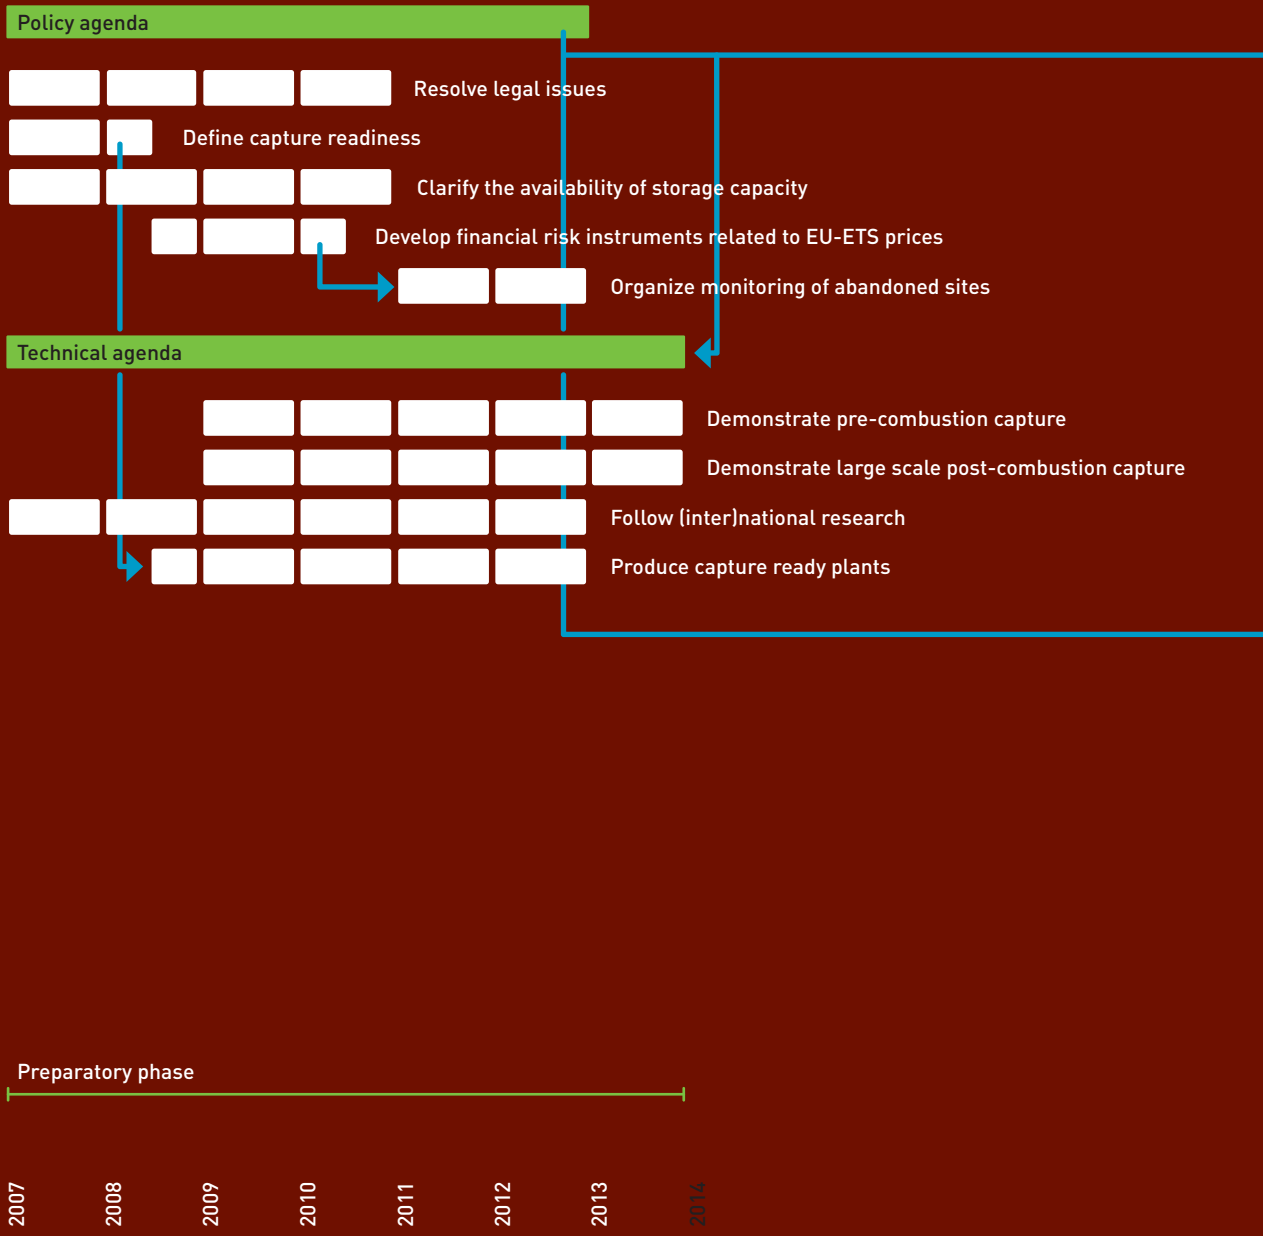 Policy agenda
Resolve legal issues
Define capture readiness
Clarify the availability of storage capacity
Develop financial risk instruments related to EU-ETS prices
Organize monitoring of abandoned sites
Technical agenda
Demonstrate pre-combustion capture
Demonstrate large scale post-combustion capture
Follow (inter)national research
Produce capture ready plants
Preparatory phase
2007
2008
2009
2010
2011
2012
2013
2014